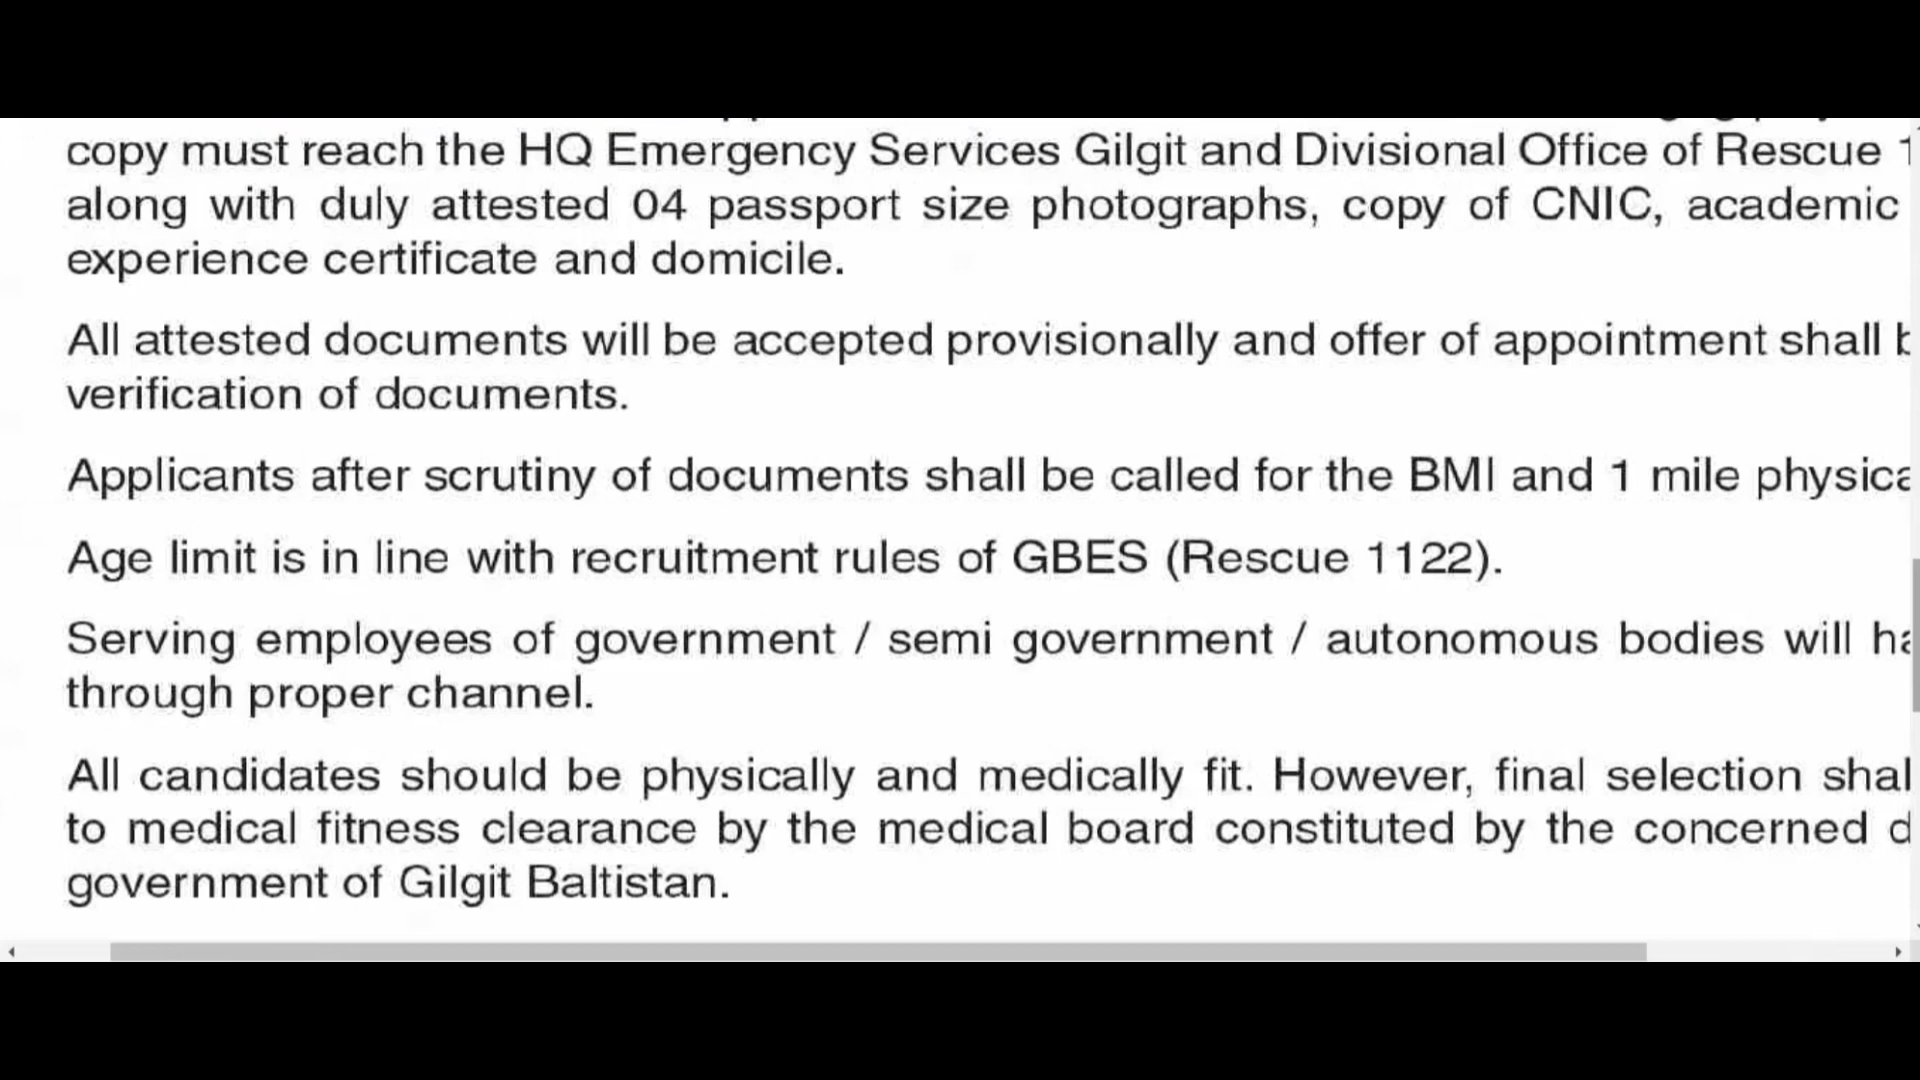 copy must reach the HQ Emergency Services Gilgit and Divisional Office of Rescue
along with duly attested 04 passport size photographs, copy of CNIC, academic
experience certificate and domicile.
All attested documents will be accepted provisionally and offer of appointment shall
verification of documents.
Applicants after scrutiny of documents shall be called for the BMI and 1 mile
Age limit is in line with recruitment rules of GBES (Rescue 1122).
Serving employees of government / semi government / autonomous bodies will
through proper channel.
All candidates should be physically and medically fit. However, final selection
to medical fitness clearance by the medical board constituted by the concerned
government of Gilgit Baltistan.